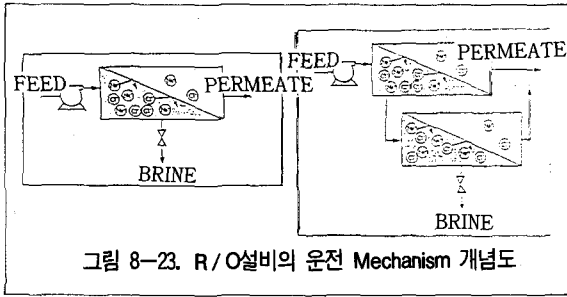 FEED
PERMEATE
BRINE
FEED
PERMEATE
BRINE
그림 8-23. R/O설비의 운전 Mechanism 개념도